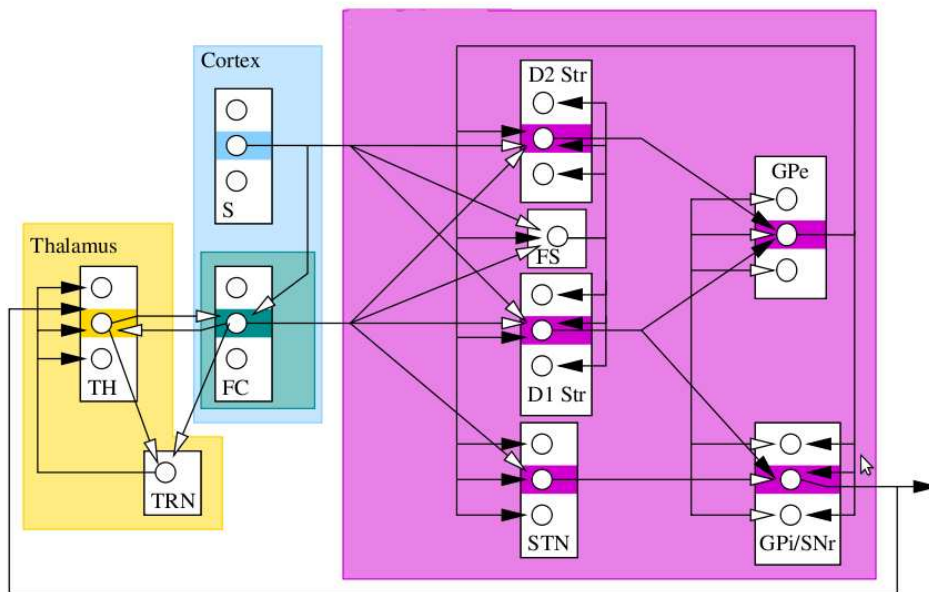 Cortex
S
Thalamus
TH
FC
TRN
D2 Str
FS
D1 Str
STN
GPe
GPi/SNr